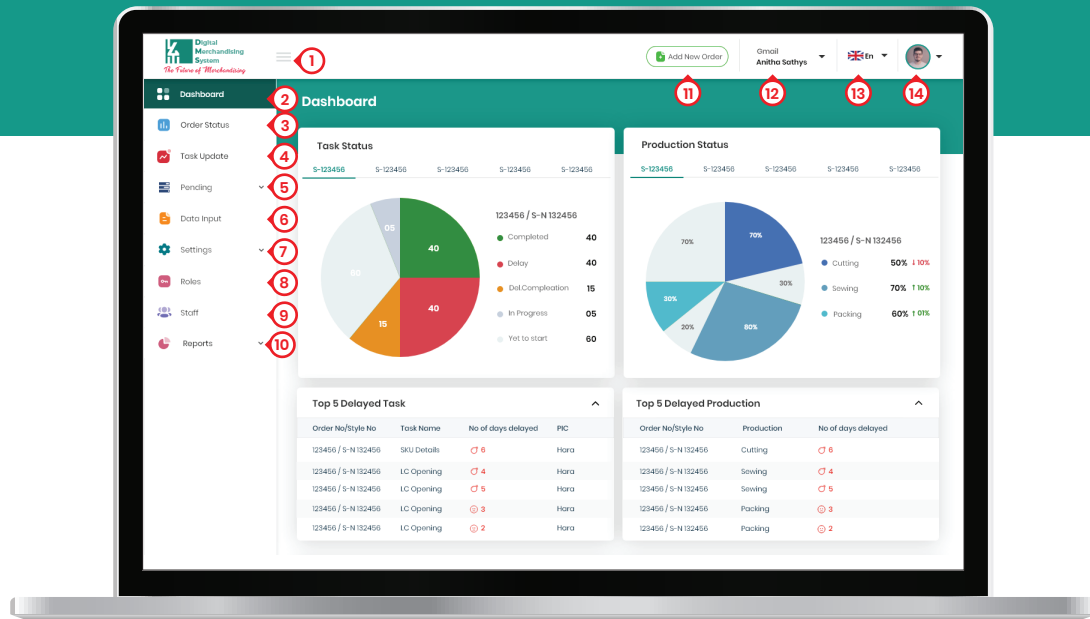 Digital
Merchandising
System
The Future of Merchandising
1
Add New Order
11
Gmail
Anitha Sathys
12
En
13
14
Dashboard
2
Order Status
3
Task Update
4
Pending
5
Data Input
6
Settings
7
Roles
8
Staff
9
Reports
10
Dashboard
Task Status
S-123456 S-123456 S-123456 S-123456 S-123456
05
40
60
40
15
123456 / S-N 132456
Completed 40
Delay 40
Del.Compleation 15
In Progress 05
Yet to start 60
Production Status
S-123456 S-123456 S-123456 S-123456 S-123456
70%
70%
30%
30%
20%
80%
123456 / S-N 132456
Cutting 50% 10%
Sewing 70% 10%
Packing 60% 01%
Top 5 Delayed Task
Order No/Style No Task Name No of days delayed PIC
123456 / S-N 132456 SKU Details 6 Hara
123456 / S-N 132456 LC Opening 4 Hara
123456 / S-N 132456 LC Opening 5 Hara
123456 / S-N 132456 LC Opening 3 Hara
123456 / S-N 132456 LC Opening 2 Hara
Top 5 Delayed Production
Order No/Style No Production No of days delayed
123456 / S-N 132456 Cutting 6
123456 / S-N 132456 Sewing 4
123456 / S-N 132456 Sewing 5
123456 / S-N 132456 Packing 3
123456 / S-N 132456 Packing 2